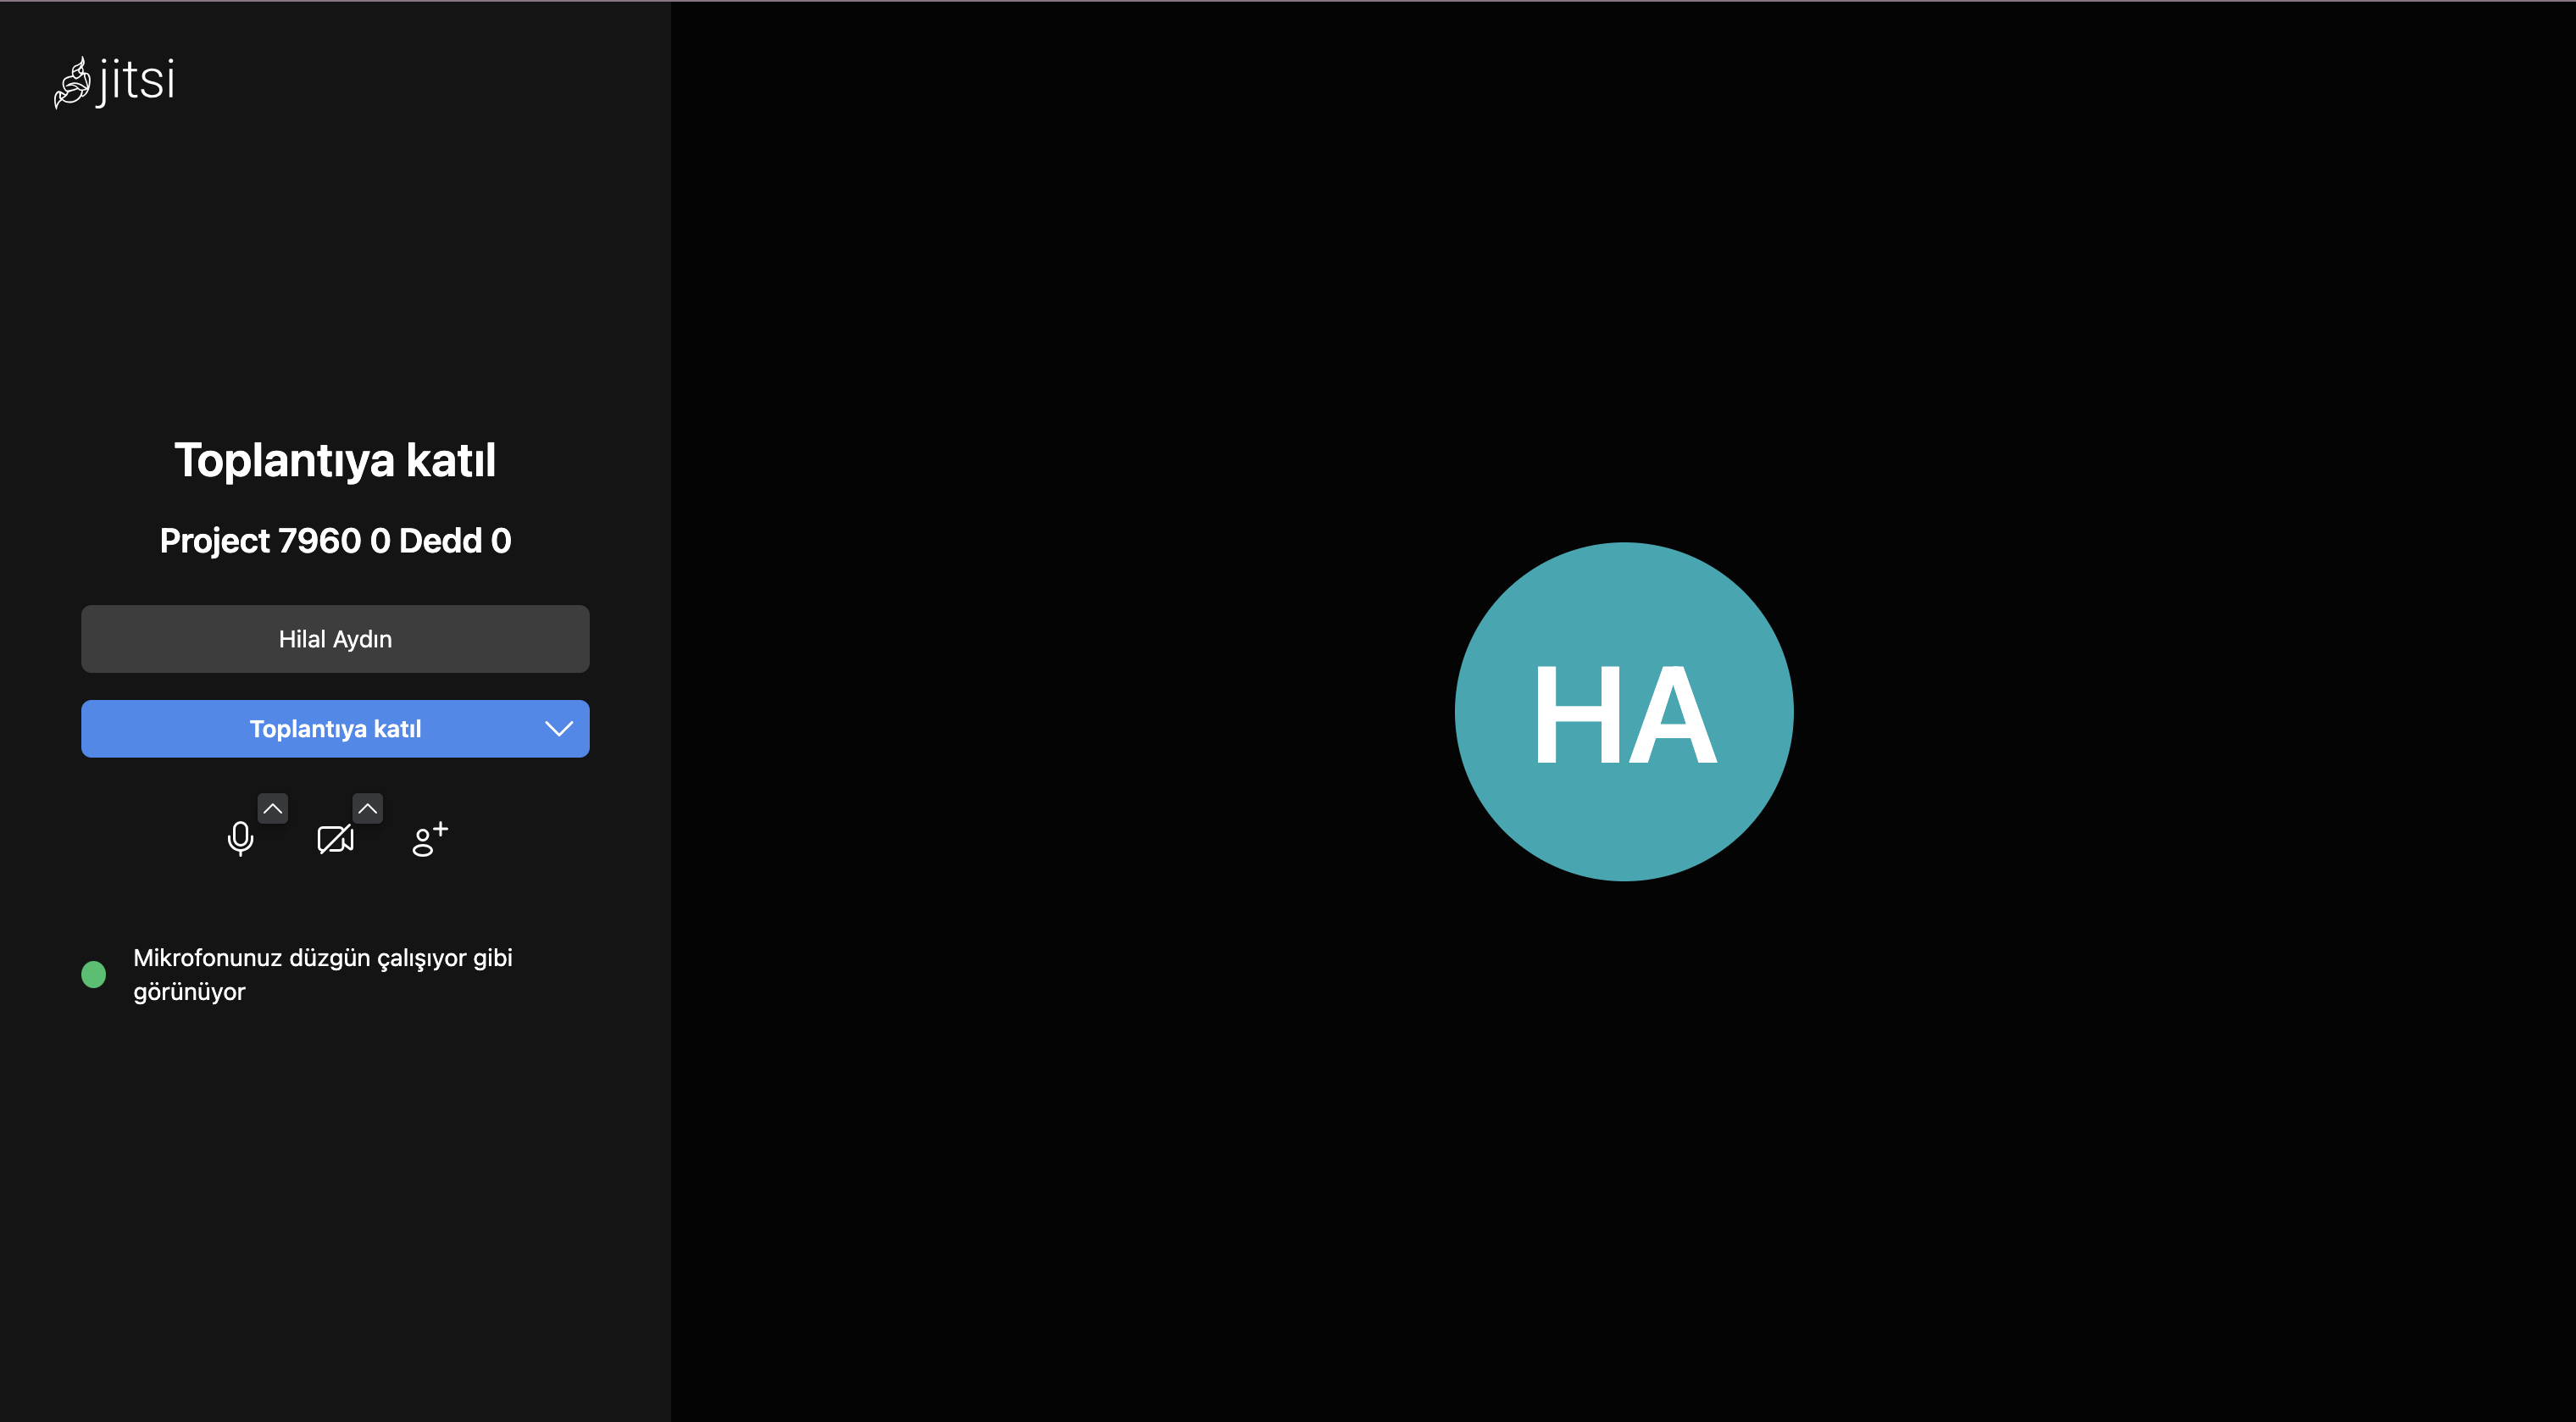 jitsi
Toplantıya katıl
Project 7960 0 Dedd 0
Hilal Aydın
Toplantıya katıl
Mikrofonunuz düzgün çalışıyor gibi
görünüyor
HA